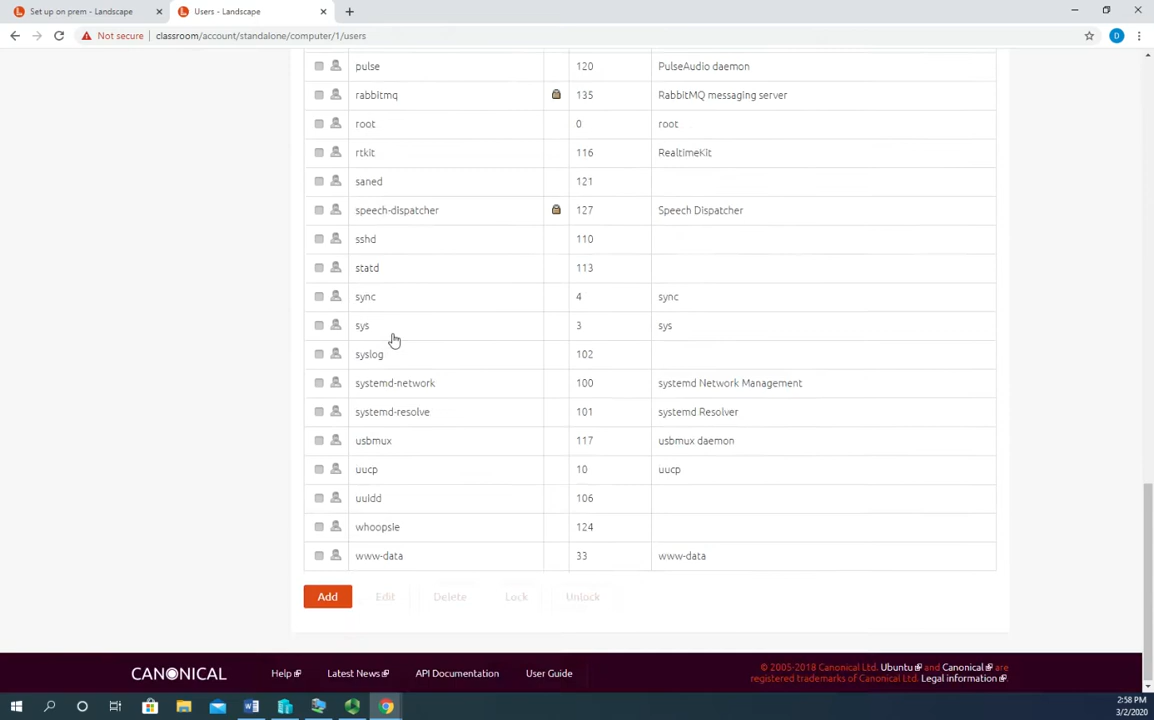 Set up on prem - Landscape
Users - Landscape
Not secure classroom/account/standalone/computer/1/users
pulse 120 PulseAudio daemon
rabbitmq 135 RabbitMQ messaging server
root 0 root
rtkit 116 RealtimeKit
saned 121
speech-dispatcher 127 Speech Dispatcher
sshd 110
statd 113
sync 4 sync
sys 3 sys
syslog 102
systemd-network 100 systemd Network Management
systemd-resolve 101 systemd Resolver
usbmux 117 usbmux daemon
uucp 10 uucp
uuidd 106
whoopsie 124
www-data 33 www-data
Add Edit Delete Lock Unlock
CANONICAL Help Latest News API Documentation User Guide
© 2005-2018 Canonical Ltd. Ubuntu and Canonical are
registered trademarks of Canonical Ltd. Legal information.
2:58 PM
3/2/2020
D